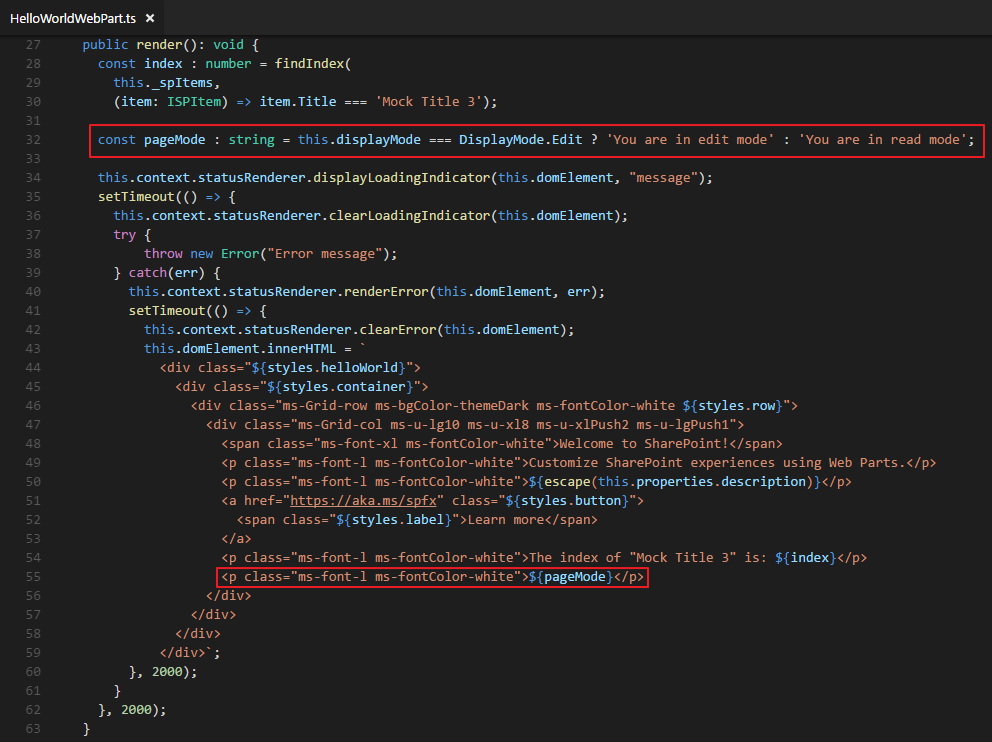 HelloWorldWebPart.ts ×
27 public render(): void {
28 const index : number = findIndex(
29 this._spItems,
30 (item: ISPItem) => item.Title === 'Mock Title 3');
31
32 const pageMode : string = this.displayMode === DisplayMode.Edit ? 'You are in edit mode' : 'You are in read mode';
33
34 this.context.statusRenderer.displayLoadingIndicator(this.domElement, "message");
35 setTimeout(() => {
36 this.context.statusRenderer.clearLoadingIndicator(this.domElement);
37 try {
38 throw new Error("Error message");
39 } catch(err) {
40 this.context.statusRenderer.renderError(this.domElement, err);
41 setTimeout(() => {
42 this.context.statusRenderer.clearError(this.domElement);
43 this.domElement.innerHTML = `
44 <div class="${styles.helloWorld}">
45 <div class="${styles.container}">
46 <div class="ms-Grid-row ms-bgColor-themeDark ms-fontColor-white ${styles.row}">
47 <div class="ms-Grid-col ms-u-lg10 ms-u-xl8 ms-u-xlPush2 ms-u-lgPush1">
48 <span class="ms-font-xl ms-fontColor-white">Welcome to SharePoint!</span>
49 <p class="ms-font-l ms-fontColor-white">Customize SharePoint experiences using Web Parts.</p>
50 <p class="ms-font-l ms-fontColor-white">${escape(this.properties.description)}</p>
51 <a href="https://aka.ms/spfx" class="${styles.button}">
52 <span class="${styles.label}">Learn more</span>
53 </a>
54 <p class="ms-font-l ms-fontColor-white">The index of "Mock Title 3" is: ${index}</p>
55 <p class="ms-font-l ms-fontColor-white">${pageMode}</p>
56 </div>
57 </div>
58 </div>
59 </div>`;
60 }, 2000);
61 }
62 }, 2000);
63 }